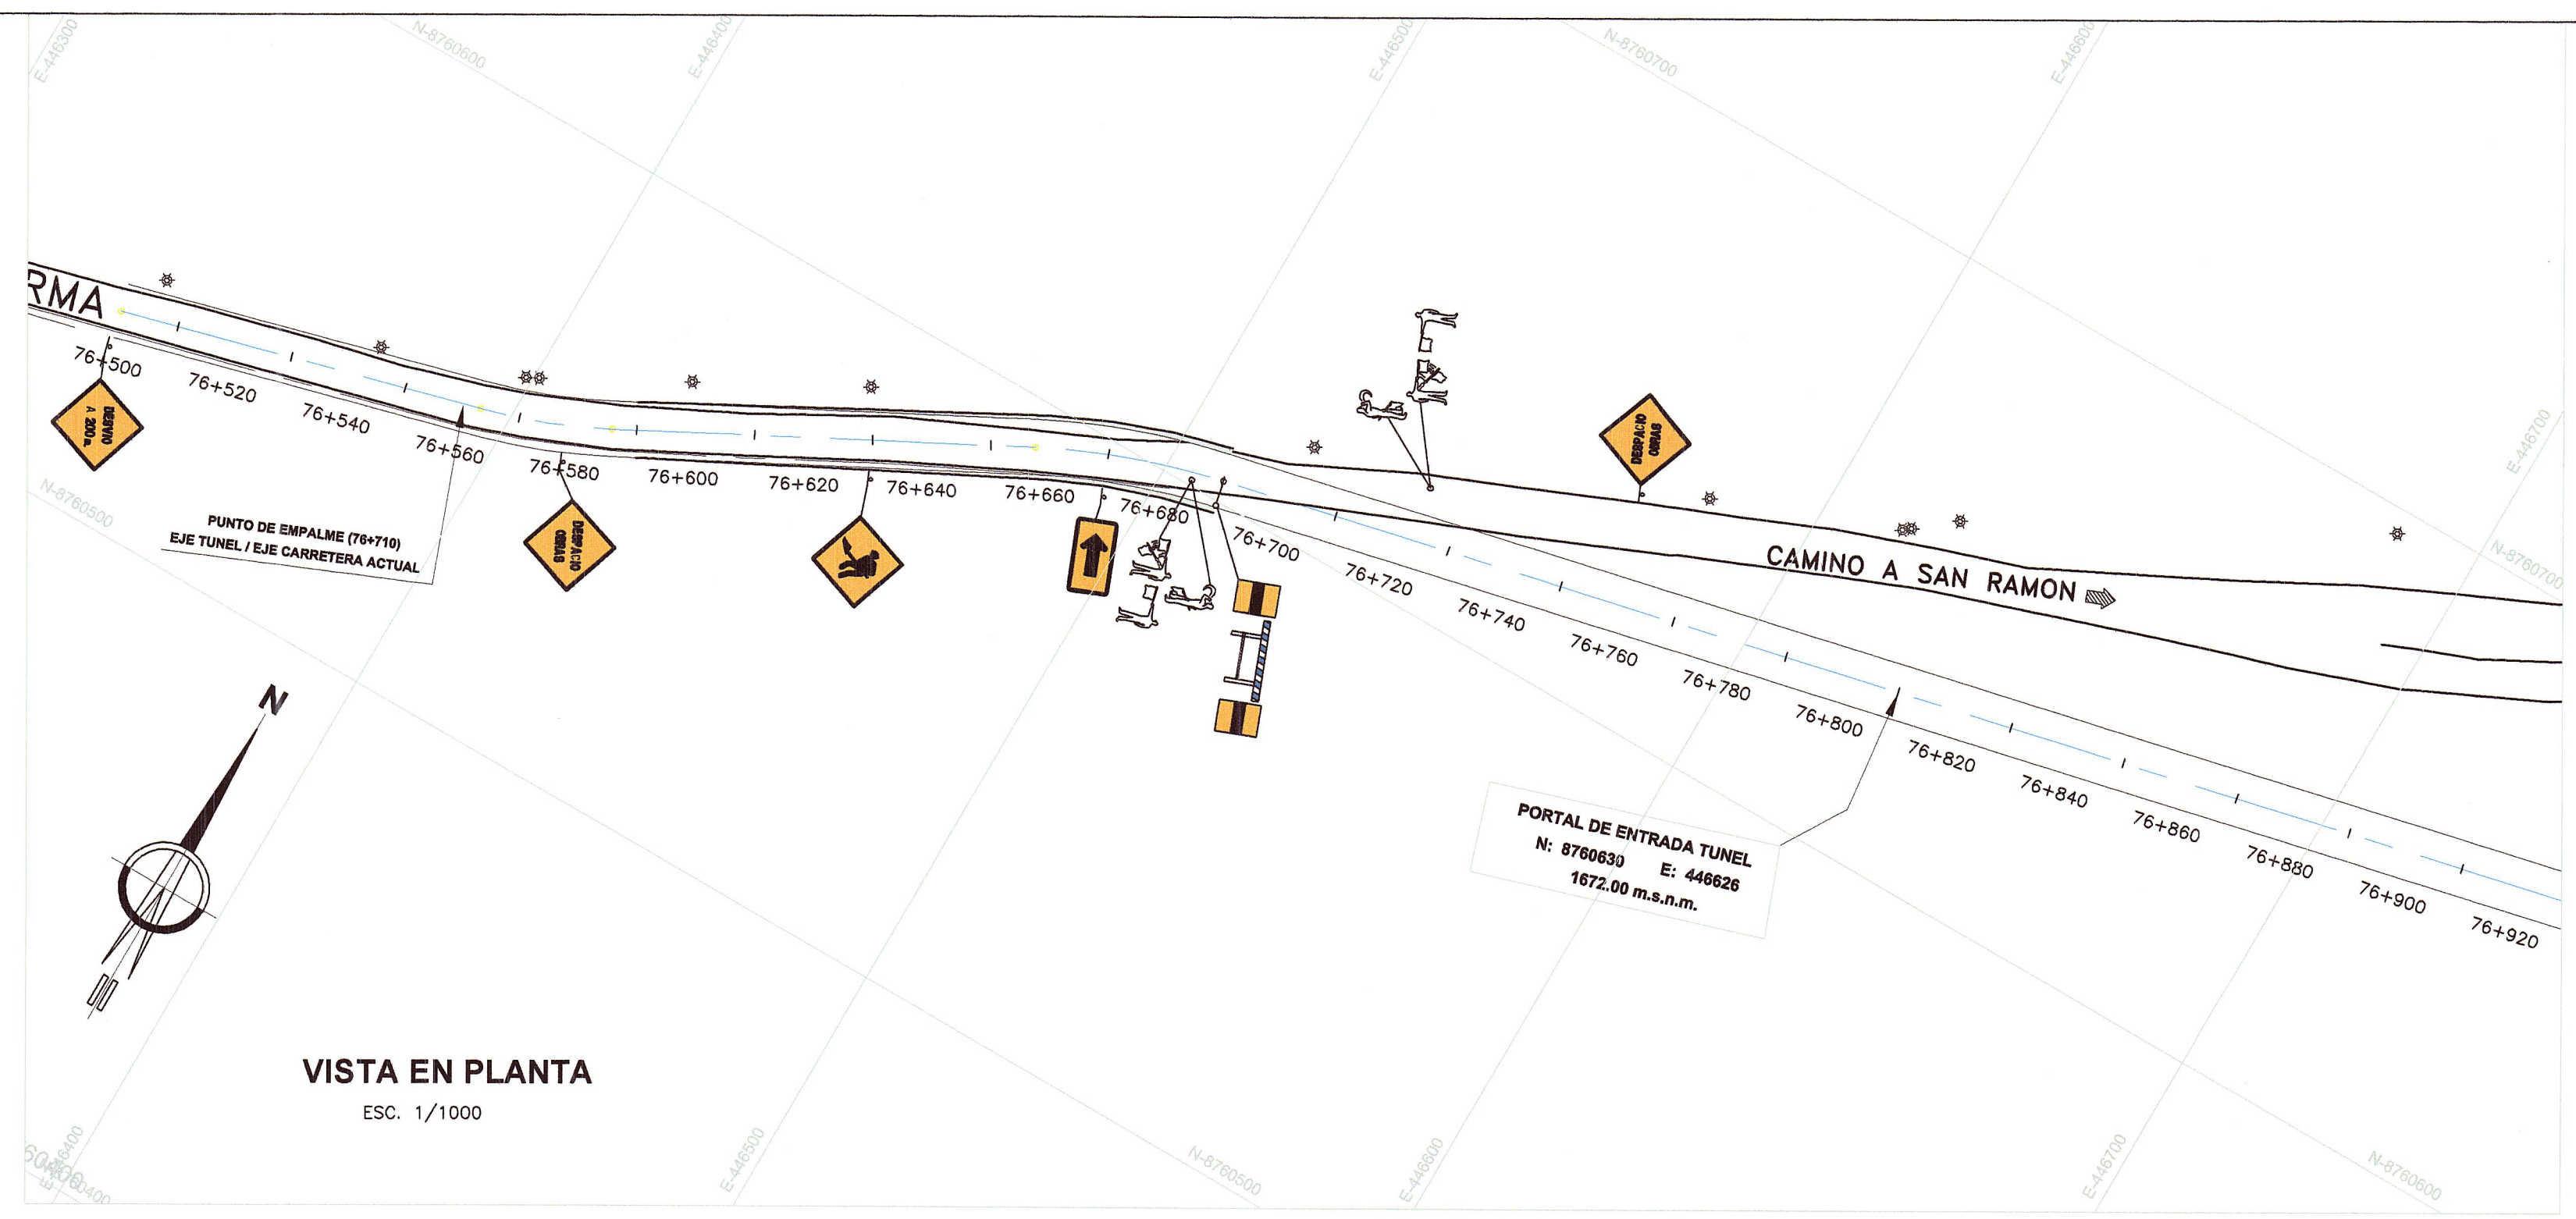 E-446300
N-8760600
E-446400
E-446500
N-8760700
E-446600
RMA
76+500
76+520
76+540
76+560
76+580
76+600
76+620
76+640
76+660
76+680
76+700
76+720
76+740
76+760
76+780
76+800
76+820
76+840
76+860
76+880
76+900
76+920
DESVIO
A 200m.
DESPACIO
OBRAS
DESPACIO
OBRAS
CAMINO A SAN RAMON
E-446700
N-8760700
N-8760500
PUNTO DE EMPALME (76+710)
EJE TUNEL / EJE CARRETERA ACTUAL
PORTAL DE ENTRADA TUNEL
N: 8760630 E: 446626
1672.00 m.s.n.m.
N
VISTA EN PLANTA
ESC. 1/1000
E-446400
E-446500
N-8760500
E-446600
E-446700
N-8760600